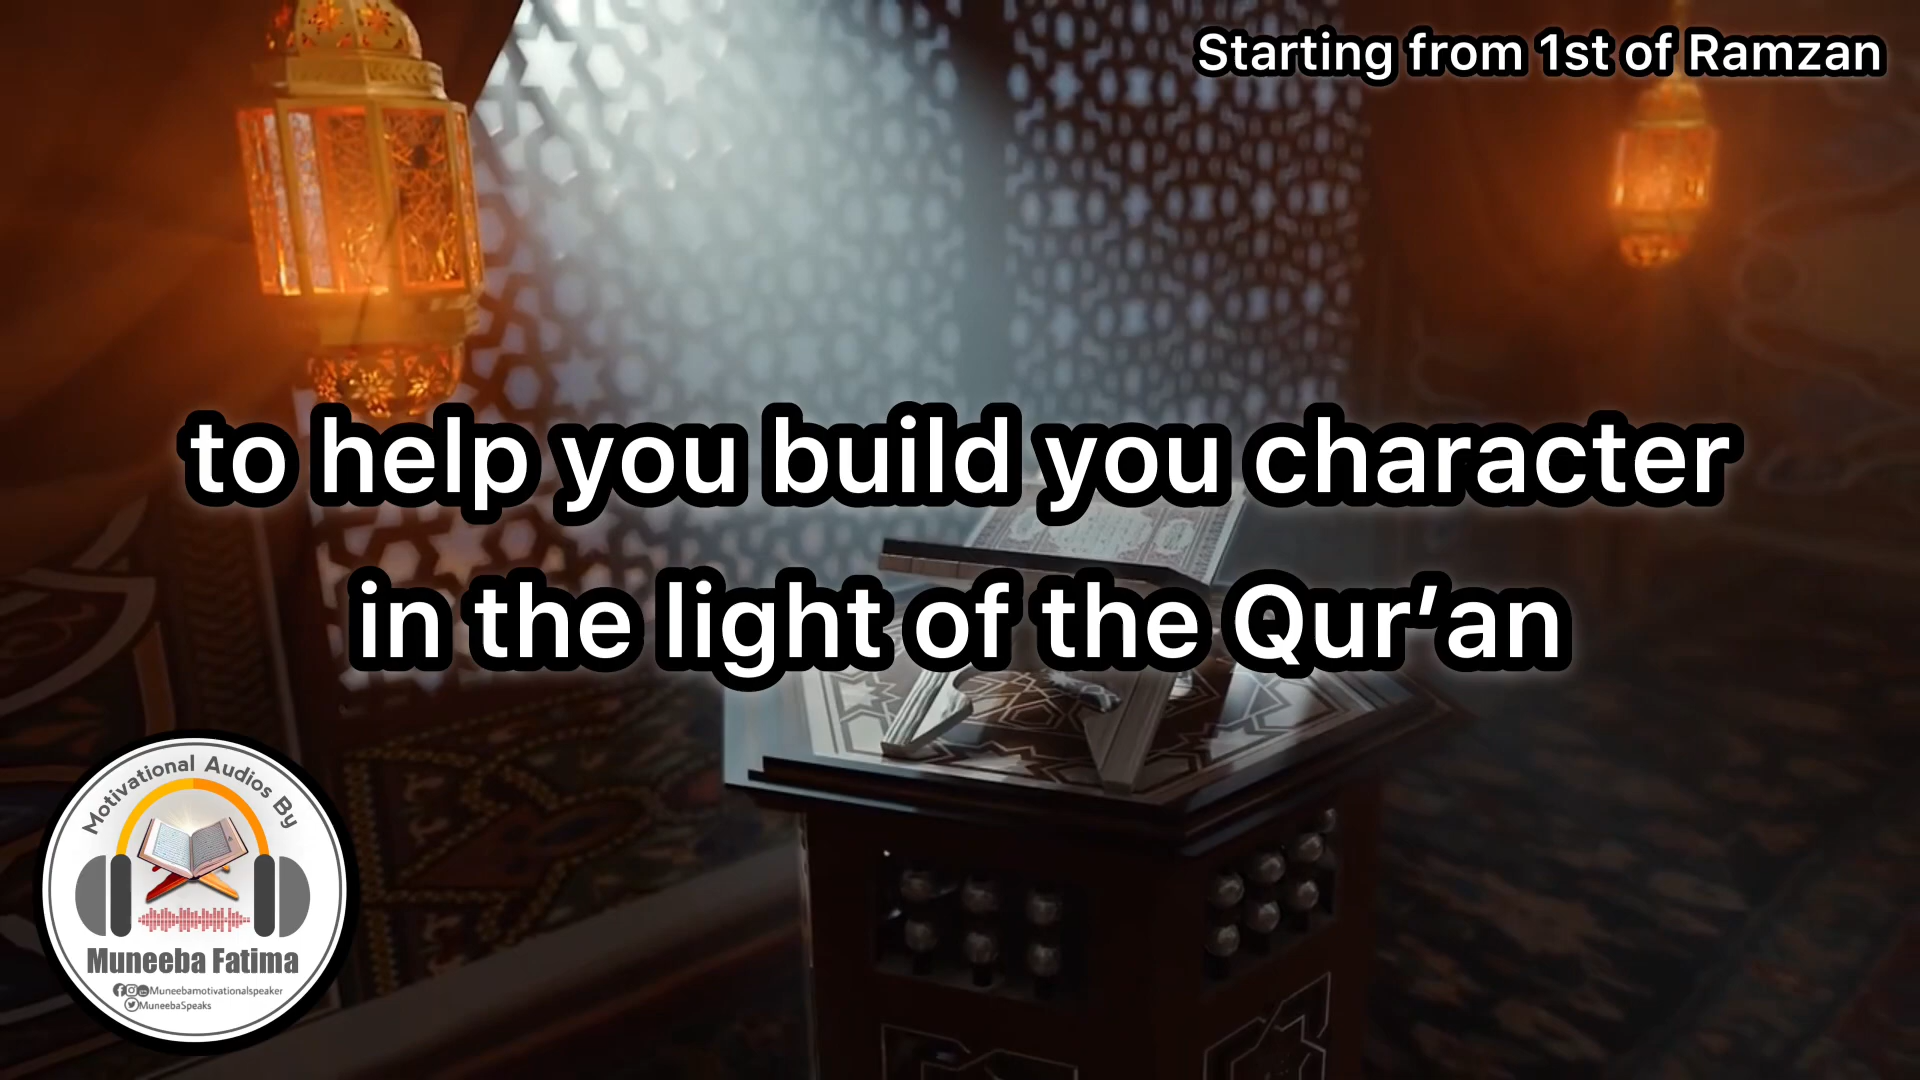 Starting from 1st of Ramzan
to help you build you character
in the light of the Qur’an
Motivational Audios By
Muneeba Fatima
Muneebamotivationalspeaker
MuneebaSpeaks